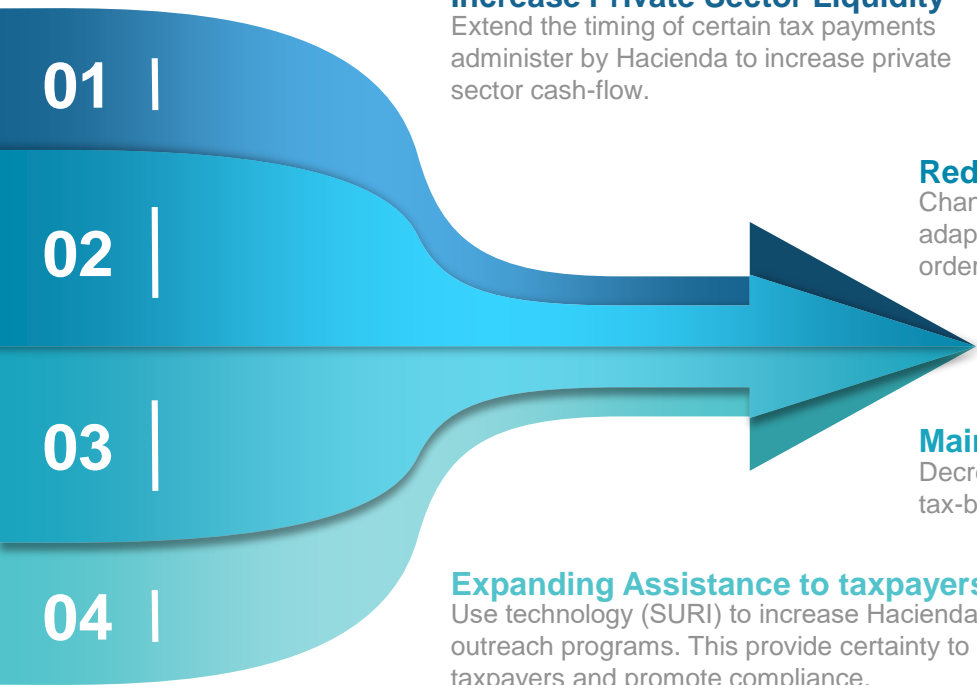 01
Increase Private Sector Liquidity
Extend the timing of certain tax payments
administer by Hacienda to increase private
sector cash-flow.
02
03
04
Expanding Assistance to taxpayers
Use technology (SURI) to increase Hacienda
outreach programs. This provide certainty to
taxpayers and promote compliance.